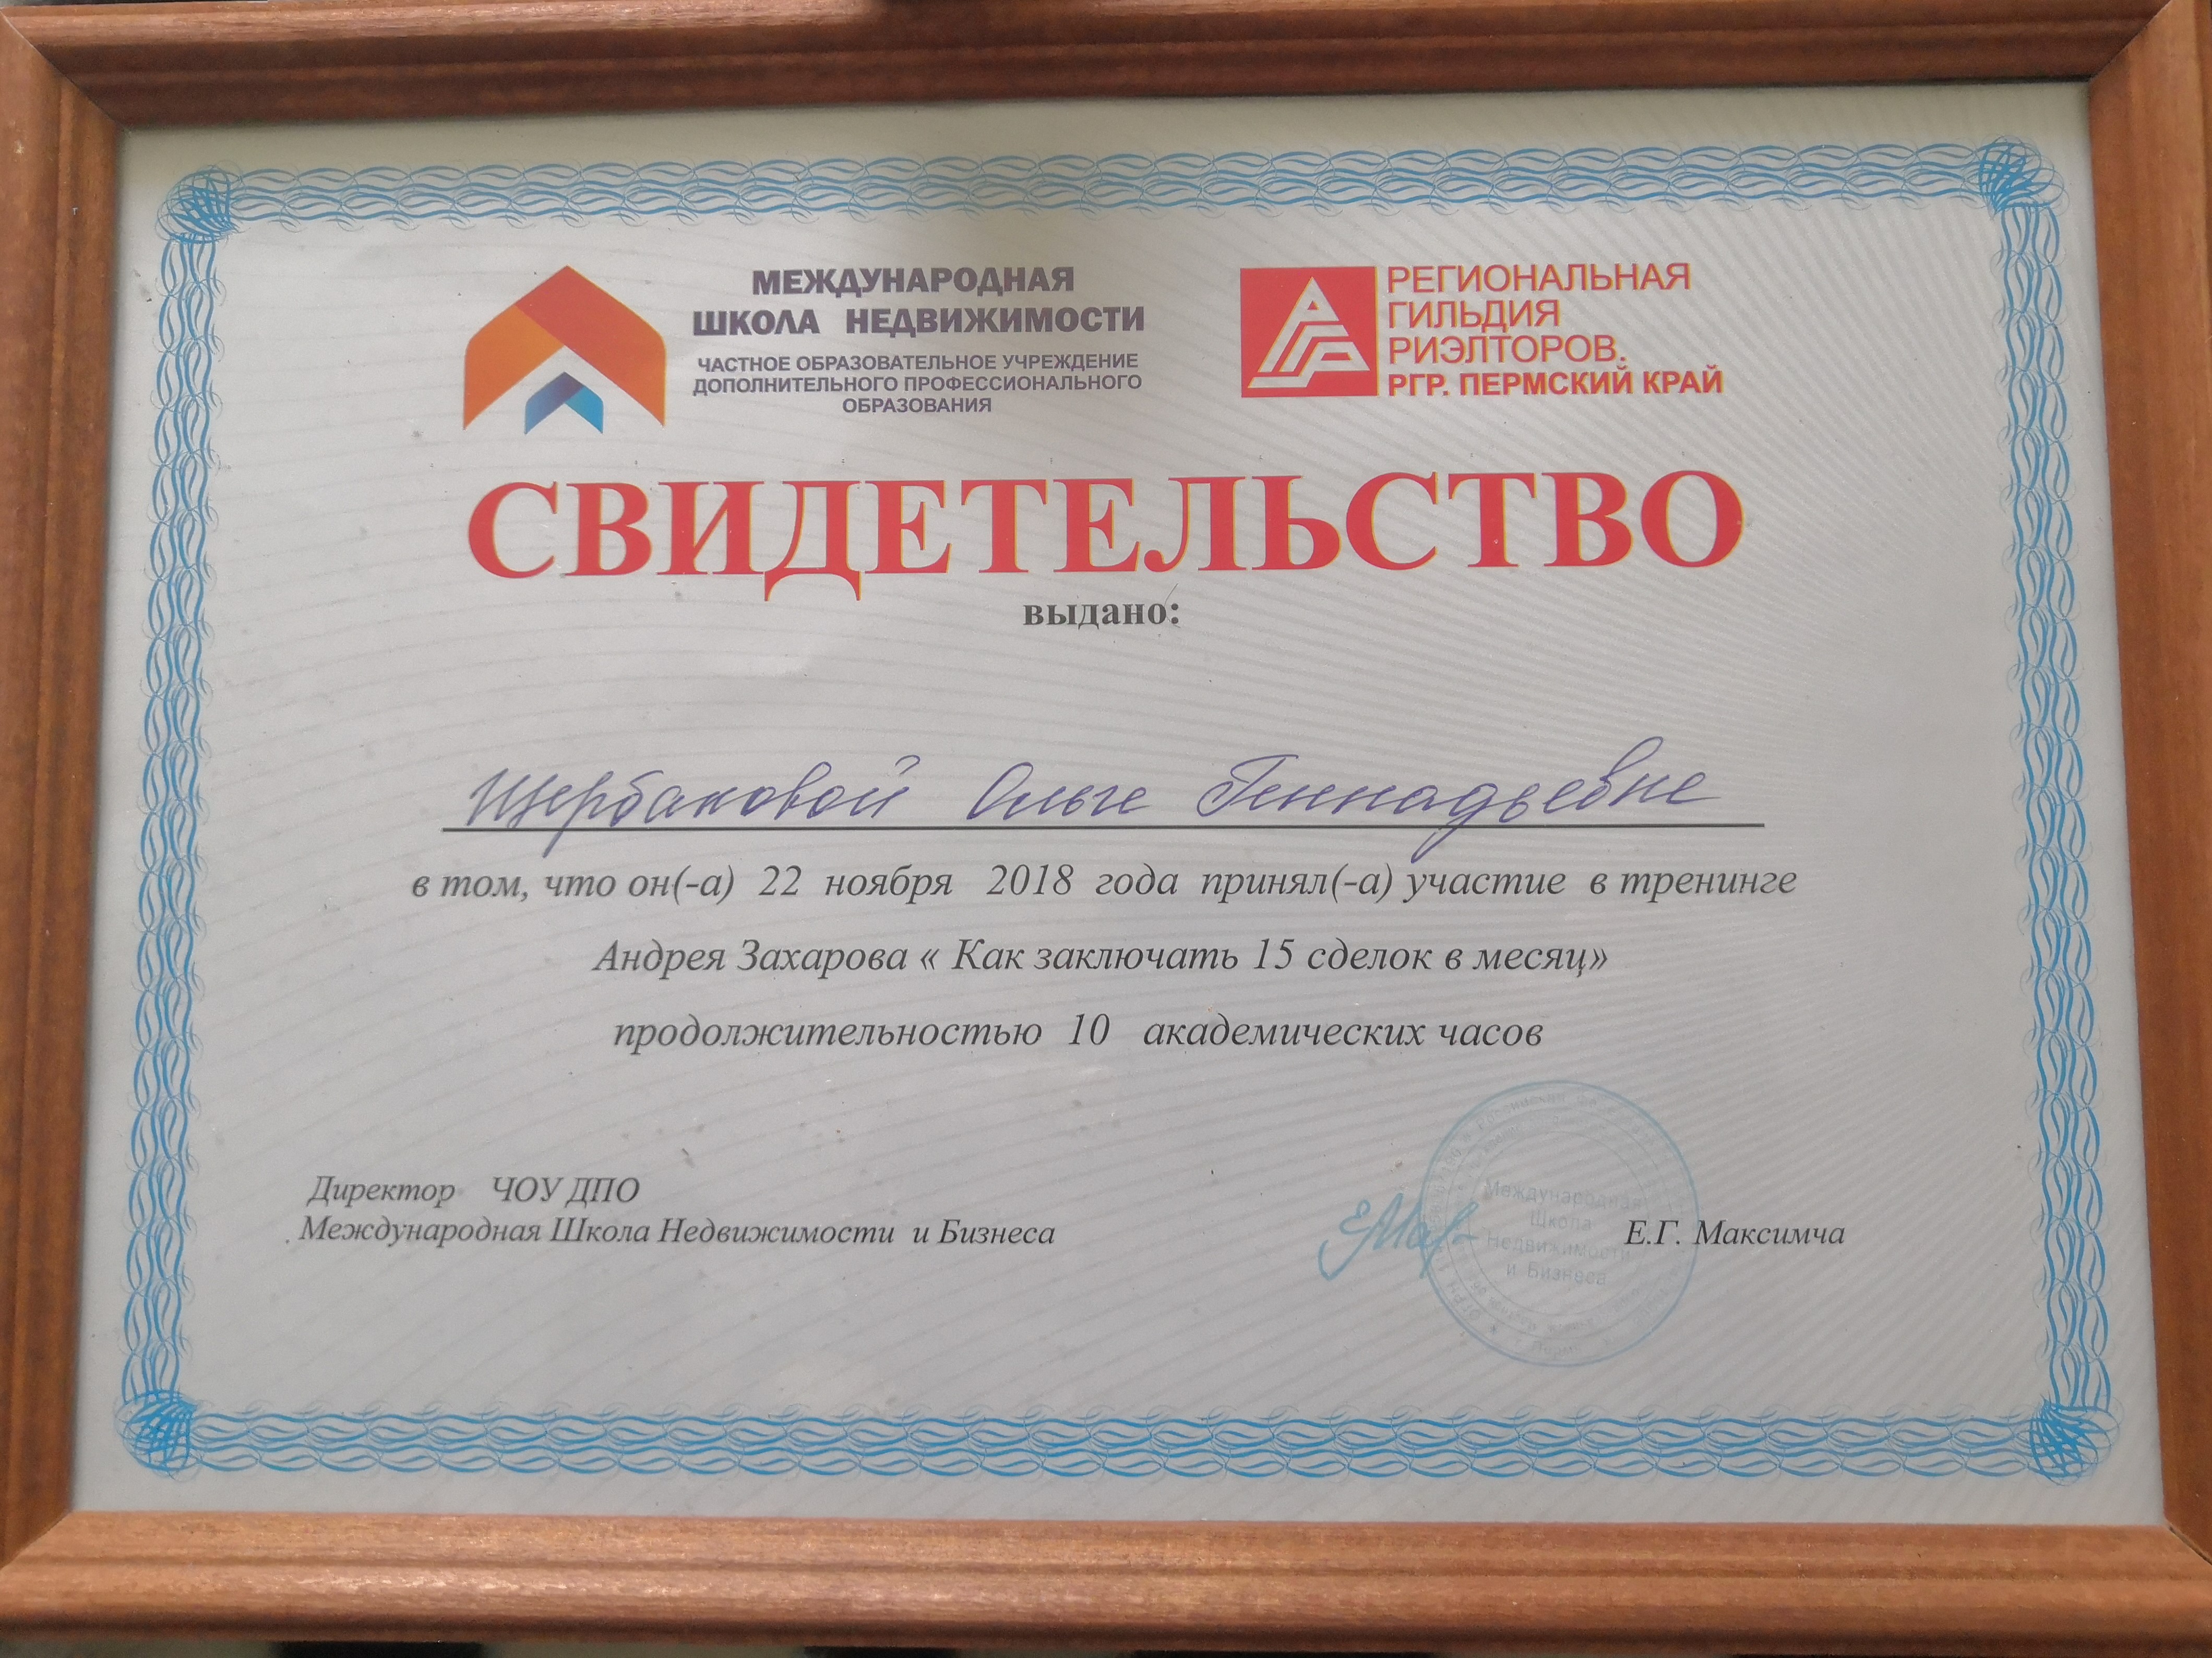 МЕЖДУНАРОДНАЯ
ШКОЛА НЕДВИЖИМОСТИ
ЧАСТНОЕ ОБРАЗОВАТЕЛЬНОЕ УЧРЕЖДЕНИЕ
ДОПОЛНИТЕЛЬНОГО ПРОФЕССИОНАЛЬНОГО
ОБРАЗОВАНИЯ
РЕГИОНАЛЬНАЯ
ГИЛЬДИЯ
РИЭЛТОРОВ.
РГР. ПЕРМСКИЙ КРАЙ
СВИДЕТЕЛЬСТВО
выдано:
Щербаковой Ольге Геннадьевне
в том, что он(-а) 22 ноября 2018 года принял(-а) участие в тренинге
Андрея Захарова « Как заключать 15 сделок в месяц»
продолжительностью 10 академических часов
Директор ЧОУ ДПО
Международная Школа Недвижимости и Бизнеса
Е.Г. Максимча
Международная
Школа
Недвижимости
и Бизнеса